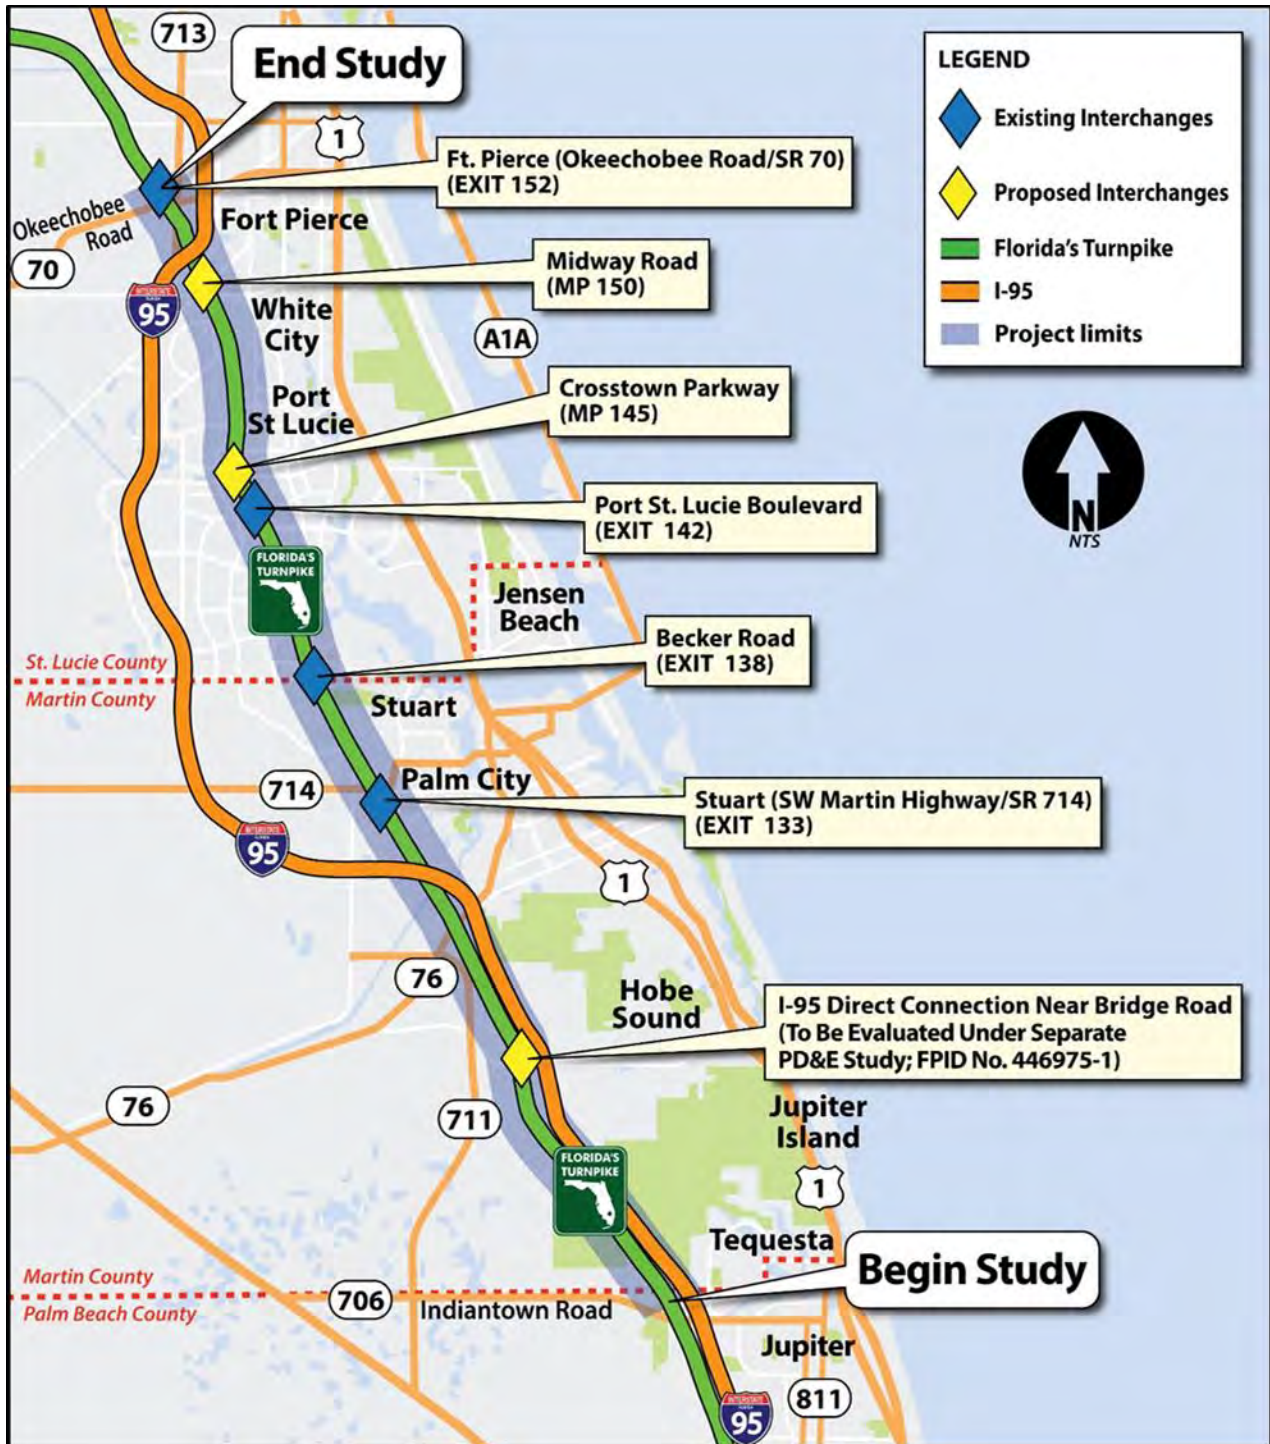 713
End Study
LEGEND
Existing Interchanges
Proposed Interchanges
Florida's Turnpike
I-95
Project limits
1
Ft. Pierce (Okeechobee Road/SR 70)
(EXIT 152)
Okeechobee
Road
70
Fort Pierce
INTERSTATE
95
Midway Road
(MP 150)
White
City
A1A
Port
St Lucie
Crosstown Parkway
(MP 145)
N
NTS
Port St. Lucie Boulevard
(EXIT 142)
FLORIDA'S
TURNPIKE
Jensen
Beach
Becker Road
(EXIT 138)
St. Lucie County
Martin County
Stuart
714
Palm City
Stuart (SW Martin Highway/SR 714)
(EXIT 133)
INTERSTATE
95
1
76
Hobe
Sound
I-95 Direct Connection Near Bridge Road
(To Be Evaluated Under Separate
PD&E Study; FPID No. 446975-1)
76
711
Jupiter
Island
FLORIDA'S
TURNPIKE
1
Tequesta
Begin Study
Martin County
Palm Beach County
706
Indiantown Road
Jupiter
811
INTERSTATE
95